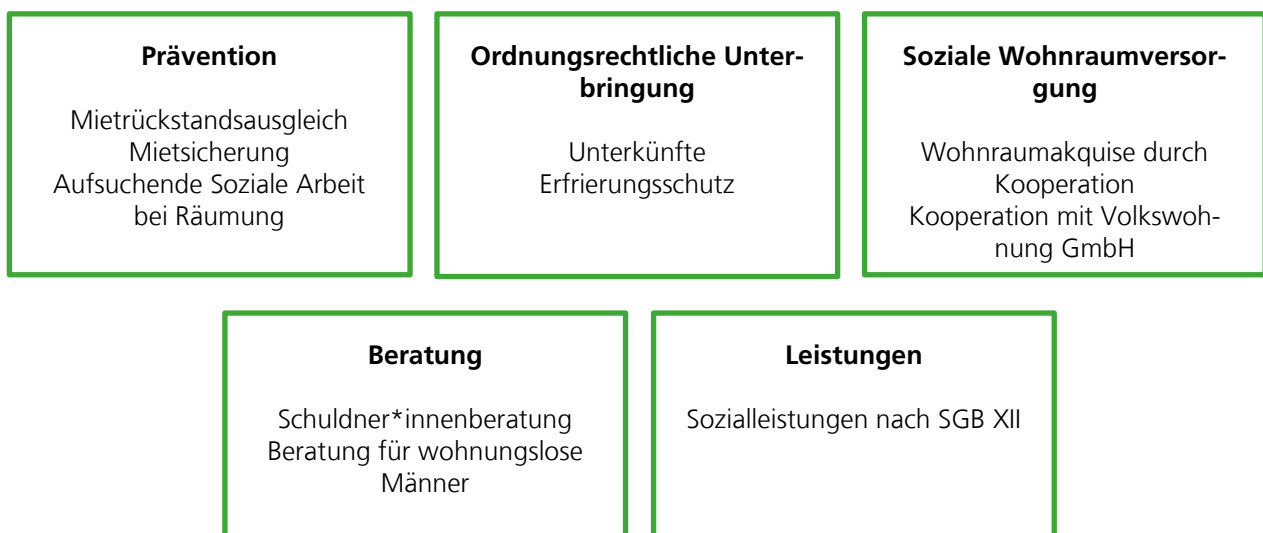 Prävention
Mietrückstandsausgleich
Mietsicherung
Aufsuchende Soziale Arbeit
bei Räumung
Ordnungsrechtliche Unter-
bringung
Unterkünfte
Erfrierungsschutz
Soziale Wohnraumversor-
gung
Wohnraumakquise durch
Kooperation
Kooperation mit Volkswoh-
nung GmbH
Beratung
Schuldner*innenberatung
Beratung für wohnungslose
Männer
Leistungen
Sozialleistungen nach SGB XII